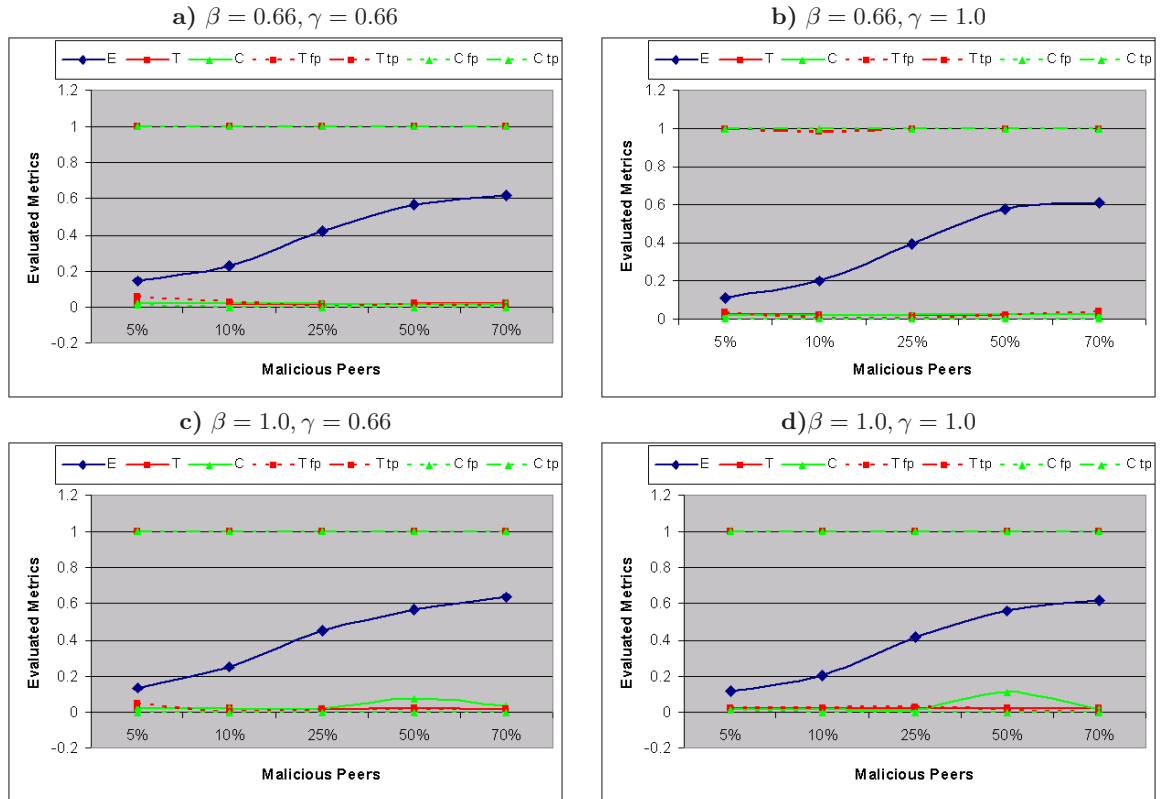 a) β = 0.66, γ = 0.66
E T C T fp T tp C fp C tp
1.2
1
0.8
0.6
0.4
0.2
0
-0.2
Evaluated Metrics
5% 10% 25% 50% 70%
Malicious Peers
b) β = 0.66, γ = 1.0
E T C T fp T tp C fp C tp
1.2
1
0.8
0.6
0.4
0.2
0
Evaluated Metrics
5% 10% 25% 50% 70%
Malicious Peers
c) β = 1.0, γ = 0.66
E T C T fp T tp C fp C tp
1.2
1
0.8
0.6
0.4
0.2
0
-0.2
Evaluated Metrics
5% 10% 25% 50% 70%
Malicious Peers
d)β = 1.0, γ = 1.0
E T C T fp T tp C fp C tp
1.2
1
0.8
0.6
0.4
0.2
0
-0.2
Evaluated Metrics
5% 10% 25% 50% 70%
Malicious Peers